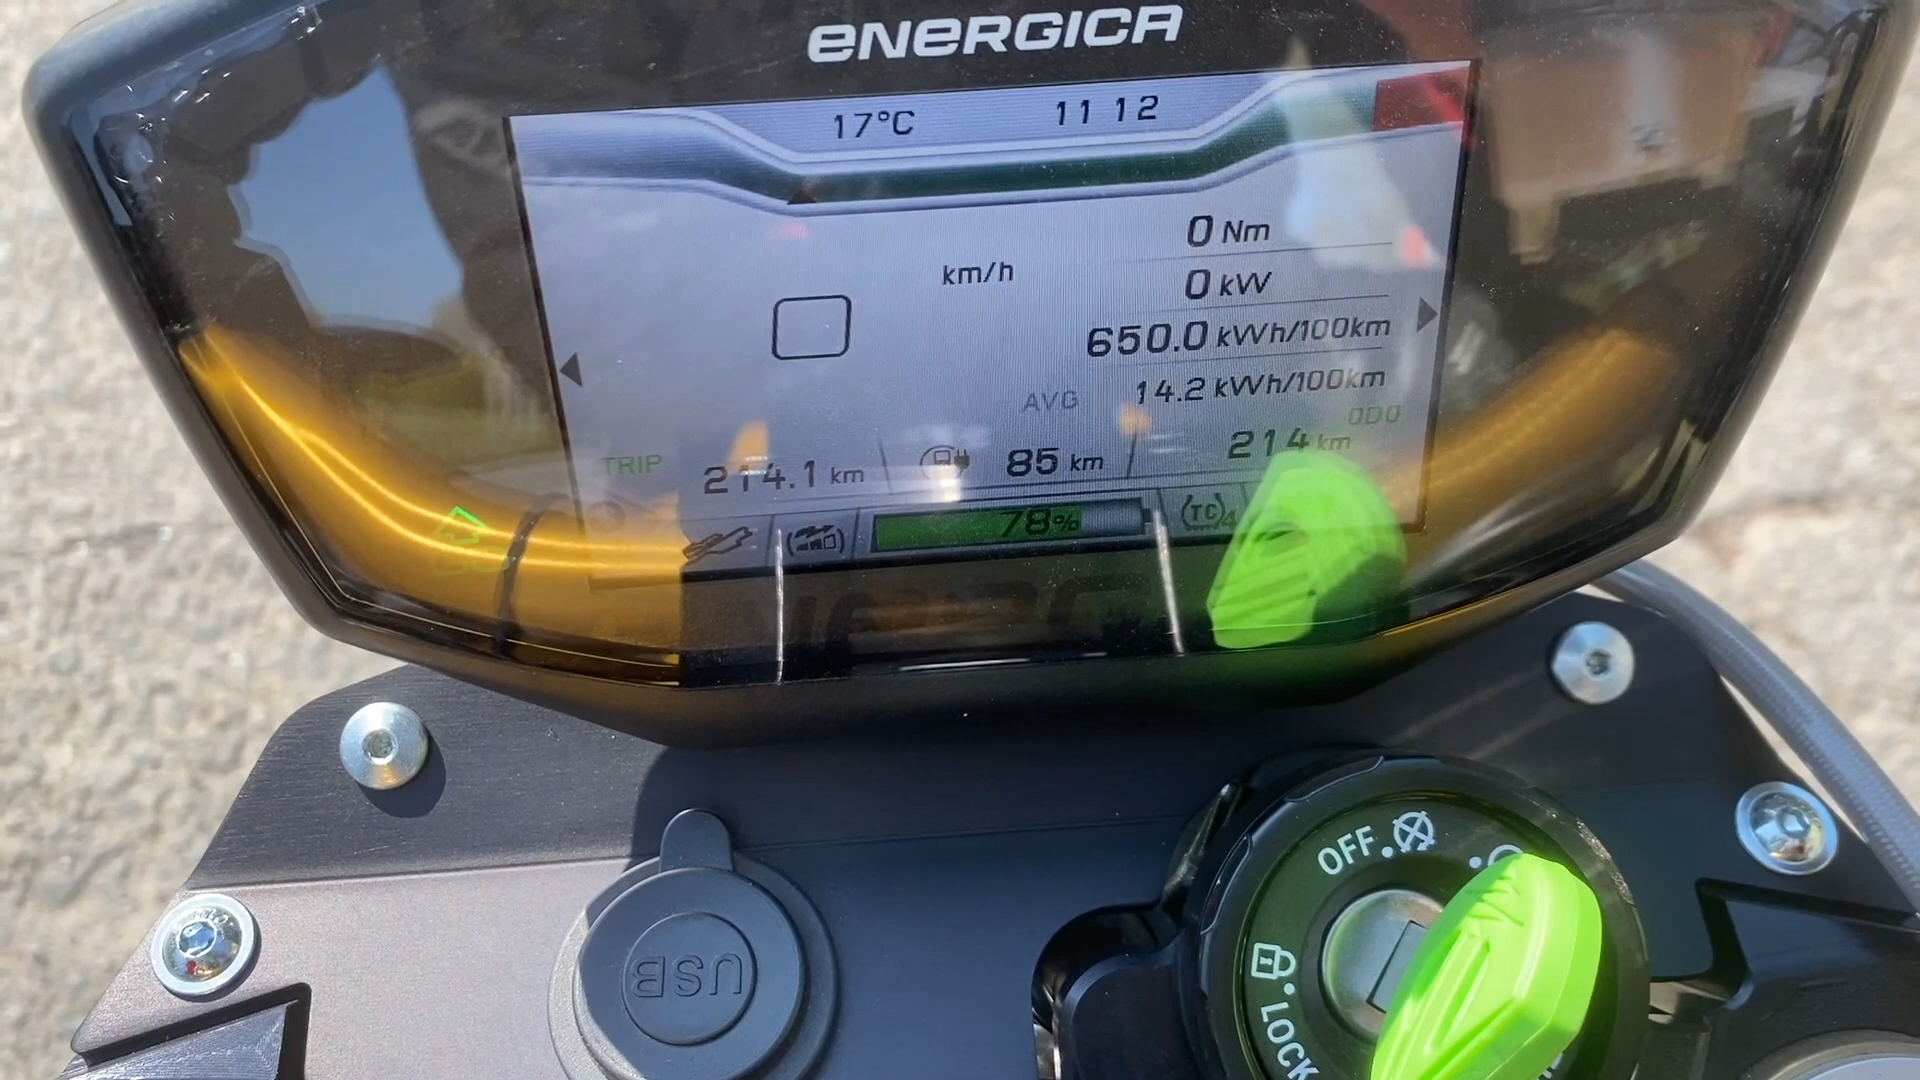 eNeRGICA
17°C
11 12
0 Nm
km/h
0 kW
650.0 kWh/100km
AVG
14.2 kWh/100km
ODO
TRIP
214.1 km
85 km
214 km
78%
(TC)4
OFF
USB
LOCK